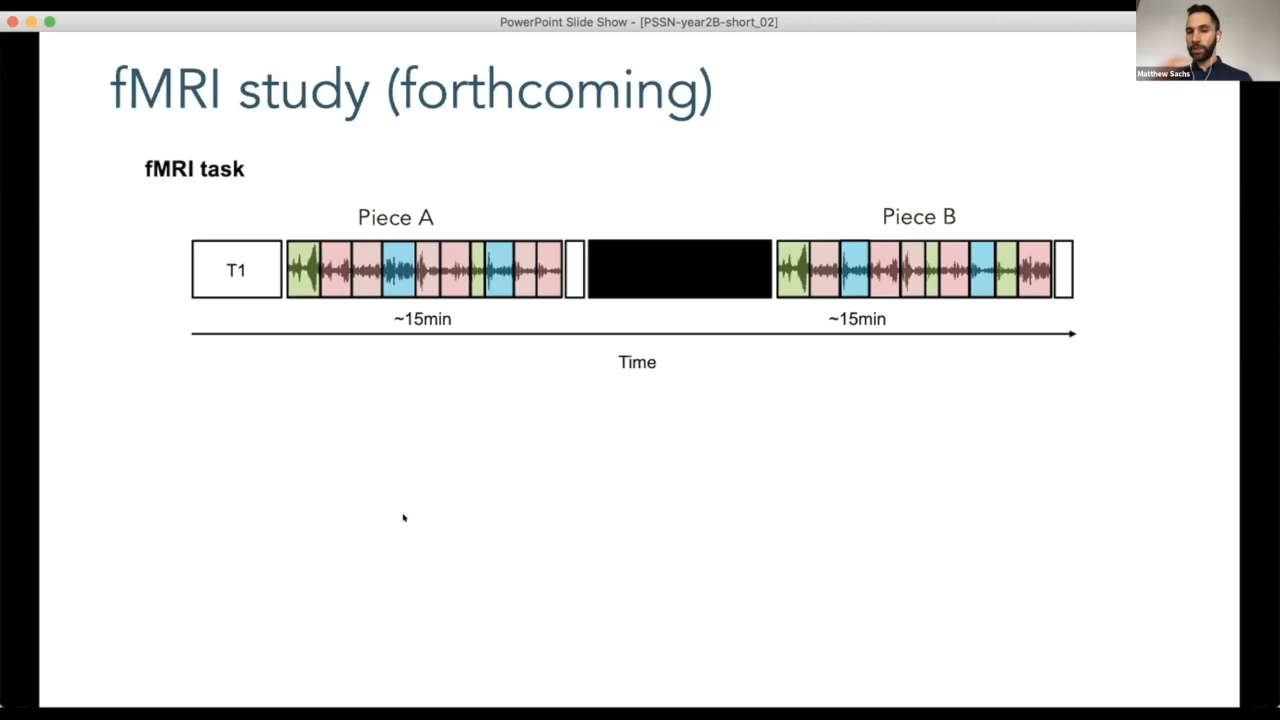 PowerPoint Slide Show - [PSSN-year2B-short_02]
Matthew Sachs
fMRI study (forthcoming)
fMRI task
Piece A
Piece B
T1
~15min
~15min
Time